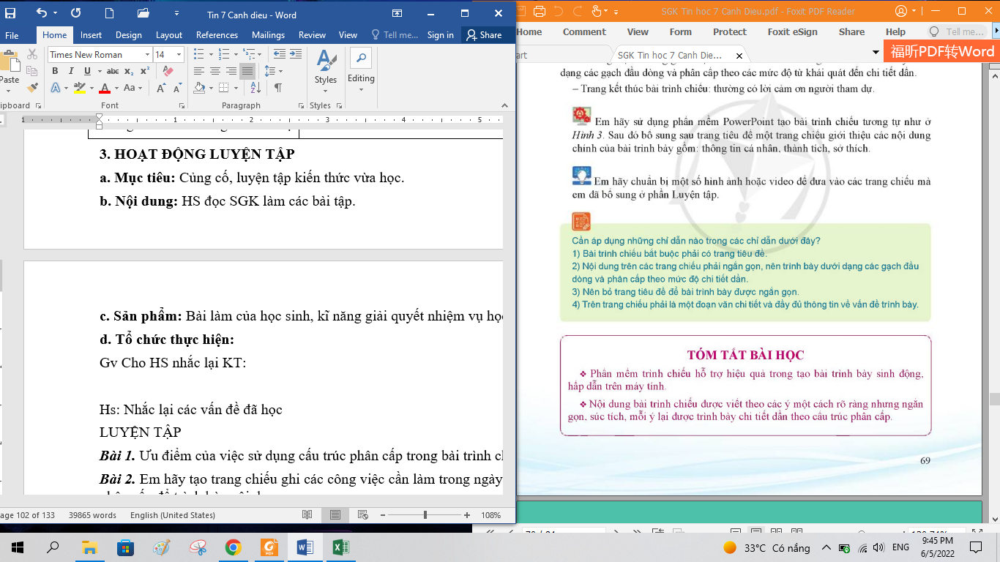 Tin 7 Canh dieu - Word
File Home Insert Design Layout References Mailings Review View Tell me... Sign in Share
Times New Roman 14
Paste
B I U abc x₂ x²
A ab A Aa A A
Styles
Editing
Font
Paragraph
Styles
1 1 2 3 4 5
3. HOẠT ĐỘNG LUYỆN TẬP
a. Mục tiêu: Củng cố, luyện tập kiến thức vừa học.
b. Nội dung: HS đọc SGK làm các bài tập.
c. Sản phẩm: Bài làm của học sinh, kĩ năng giải quyết nhiệm vụ học
d. Tổ chức thực hiện:
Gv Cho HS nhắc lại KT:
Hs: Nhắc lại các vấn đề đã học
LUYỆN TẬP
Bài 1. Ưu điểm của việc sử dụng cấu trúc phân cấp trong bài trình
Bài 2. Em hãy tạo trang chiếu ghi các công việc cần làm trong ngày
102 of 133 39865 words English (United States) 108%
SGK Tin hoc 7 Canh Dieu.pdf - Foxit PDF Reader
Home Comment View Form Protect Foxit eSign Share Help Tell me...
SGK Tin hoc 7 Canh Die...
福昕PDF转Word
dạng các gạch đầu dòng và phân cấp theo các mức độ từ khái quát đến chi tiết dần.
– Trang kết thúc bài trình chiếu: thường có lời cảm ơn người tham dự.
Em hãy sử dụng phần mềm PowerPoint tạo bài trình chiếu tương tự như ở
Hình 3. Sau đó bổ sung sau trang tiêu đề một trang chiếu giới thiệu các nội dung
chính của bài trình bày gồm: thông tin cá nhân, thành tích, sở thích.
Em hãy chuẩn bị một số hình ảnh hoặc video để đưa vào các trang chiếu mà
em đã bổ sung ở phần Luyện tập.
Cần áp dụng những chỉ dẫn nào trong các chỉ dẫn dưới đây?
1) Bài trình chiếu bắt buộc phải có trang tiêu đề.
2) Nội dung trên các trang chiếu phải ngắn gọn, nên trình bày dưới dạng các gạch đầu
dòng và phân cấp theo mức độ chi tiết dần.
3) Nên bỏ trang tiêu đề để bài trình bày được ngắn gọn.
4) Trên trang chiếu phải là một đoạn văn chi tiết và đầy đủ thông tin về vấn đề trình bày.
TÓM TẮT BÀI HỌC
❖ Phần mềm trình chiếu hỗ trợ hiệu quả trong tạo bài trình bày sinh động,
hấp dẫn trên máy tính.
❖ Nội dung bài trình chiếu được viết theo các ý một cách rõ ràng nhưng ngắn
gọn, súc tích, mỗi ý lại được trình bày chi tiết dần theo cấu trúc phân cấp.
69
33°C Có nắng ENG 9:45 PM
6/5/2022